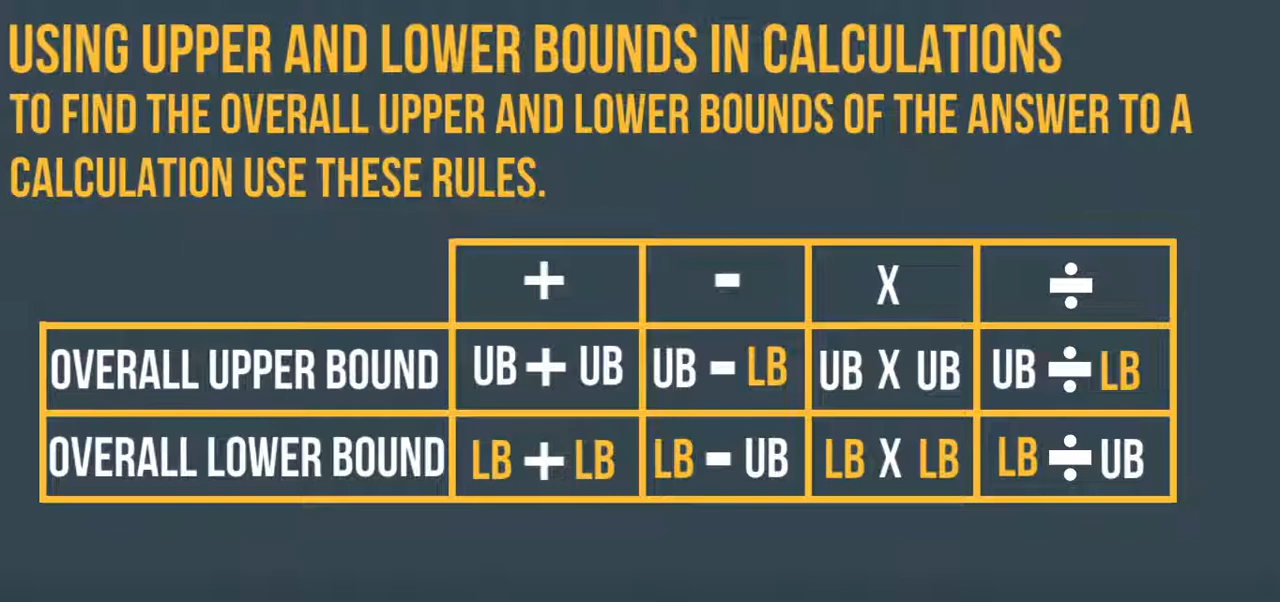 USING UPPER AND LOWER BOUNDS IN CALCULATIONS
TO FIND THE OVERALL UPPER AND LOWER BOUNDS OF THE ANSWER TO A
CALCULATION USE THESE RULES.
+ - X ÷
OVERALL UPPER BOUND UB + UB UB - LB UB X UB UB ÷ LB
OVERALL LOWER BOUND LB + LB LB - UB LB X LB LB ÷ UB